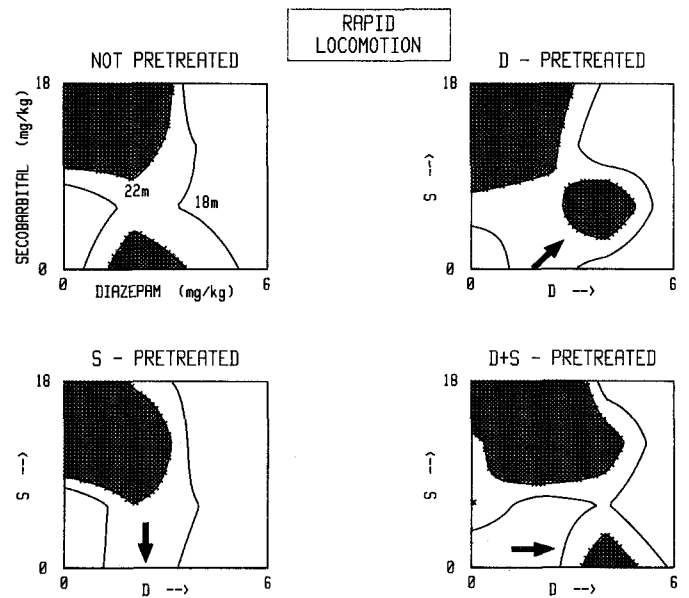 RAPID
LOCOMOTION
NOT PRETREATED
18
SECOBARBITAL (mg/kg)
22m
18m
0
0
DIAZEPAM (mg/kg)
6
D - PRETREATED
18
S -->
0
0
D -->
6
S - PRETREATED
18
S -->
0
0
D -->
6
D+S - PRETREATED
18
S -->
0
0
D -->
6